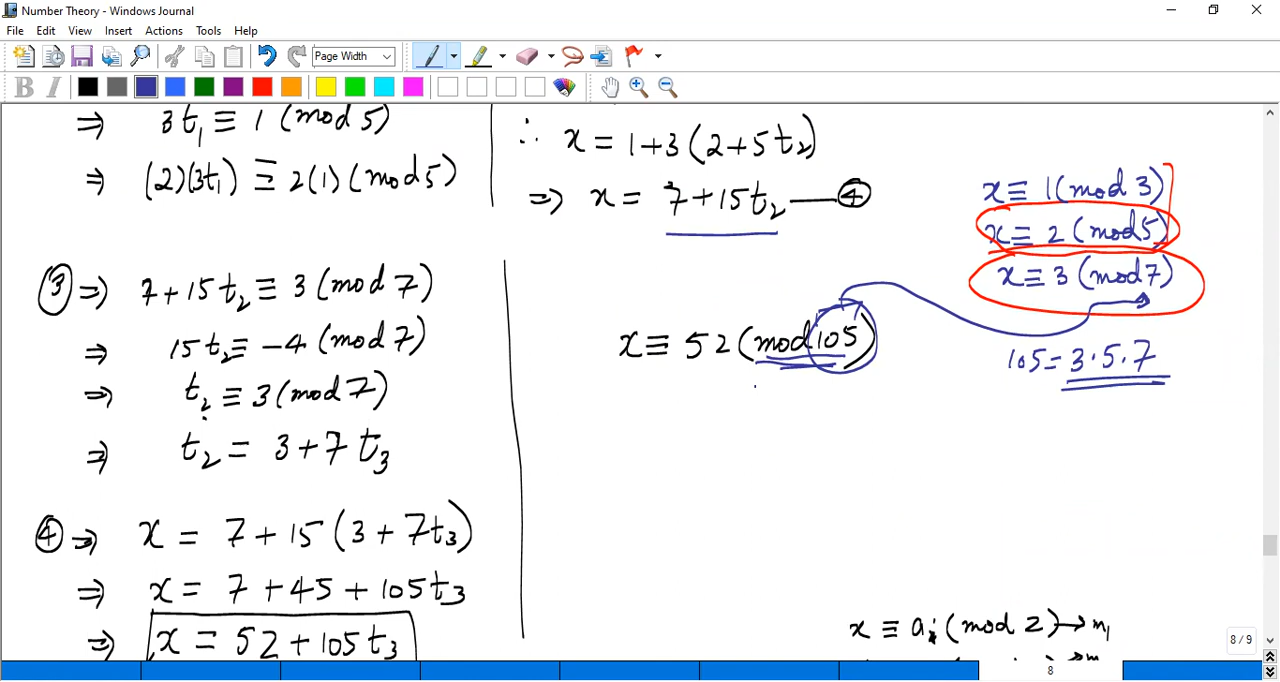 Number Theory - Windows Journal
File Edit View Insert Actions Tools Help
Page Width
B I
⇒ 3t₁ ≡ 1 (mod 5)
⇒ (2)(3t₁) ≡ 2(1) (mod 5)
③ ⇒ 7 + 15t₂ ≡ 3 (mod 7)
⇒ 15t₂ ≡ -4 (mod 7)
⇒ t₂ ≡ 3 (mod 7)
⇒ t₂ = 3 + 7t₃
④ ⇒ x = 7 + 15 (3 + 7t₃)
⇒ x = 7 + 45 + 105t₃
⇒ x = 52 + 105t₃
∴ x = 1+3 (2+5t₂)
⇒ x = 7+15t₂ — ④
x ≡ 52 (mod 105)
x ≡ 1 (mod 3)
x ≡ 2 (mod 5)
x ≡ 3 (mod 7)
105 = 3·5·7
x ≡ aᵢ (mod 2) → m₁
8 / 9
8